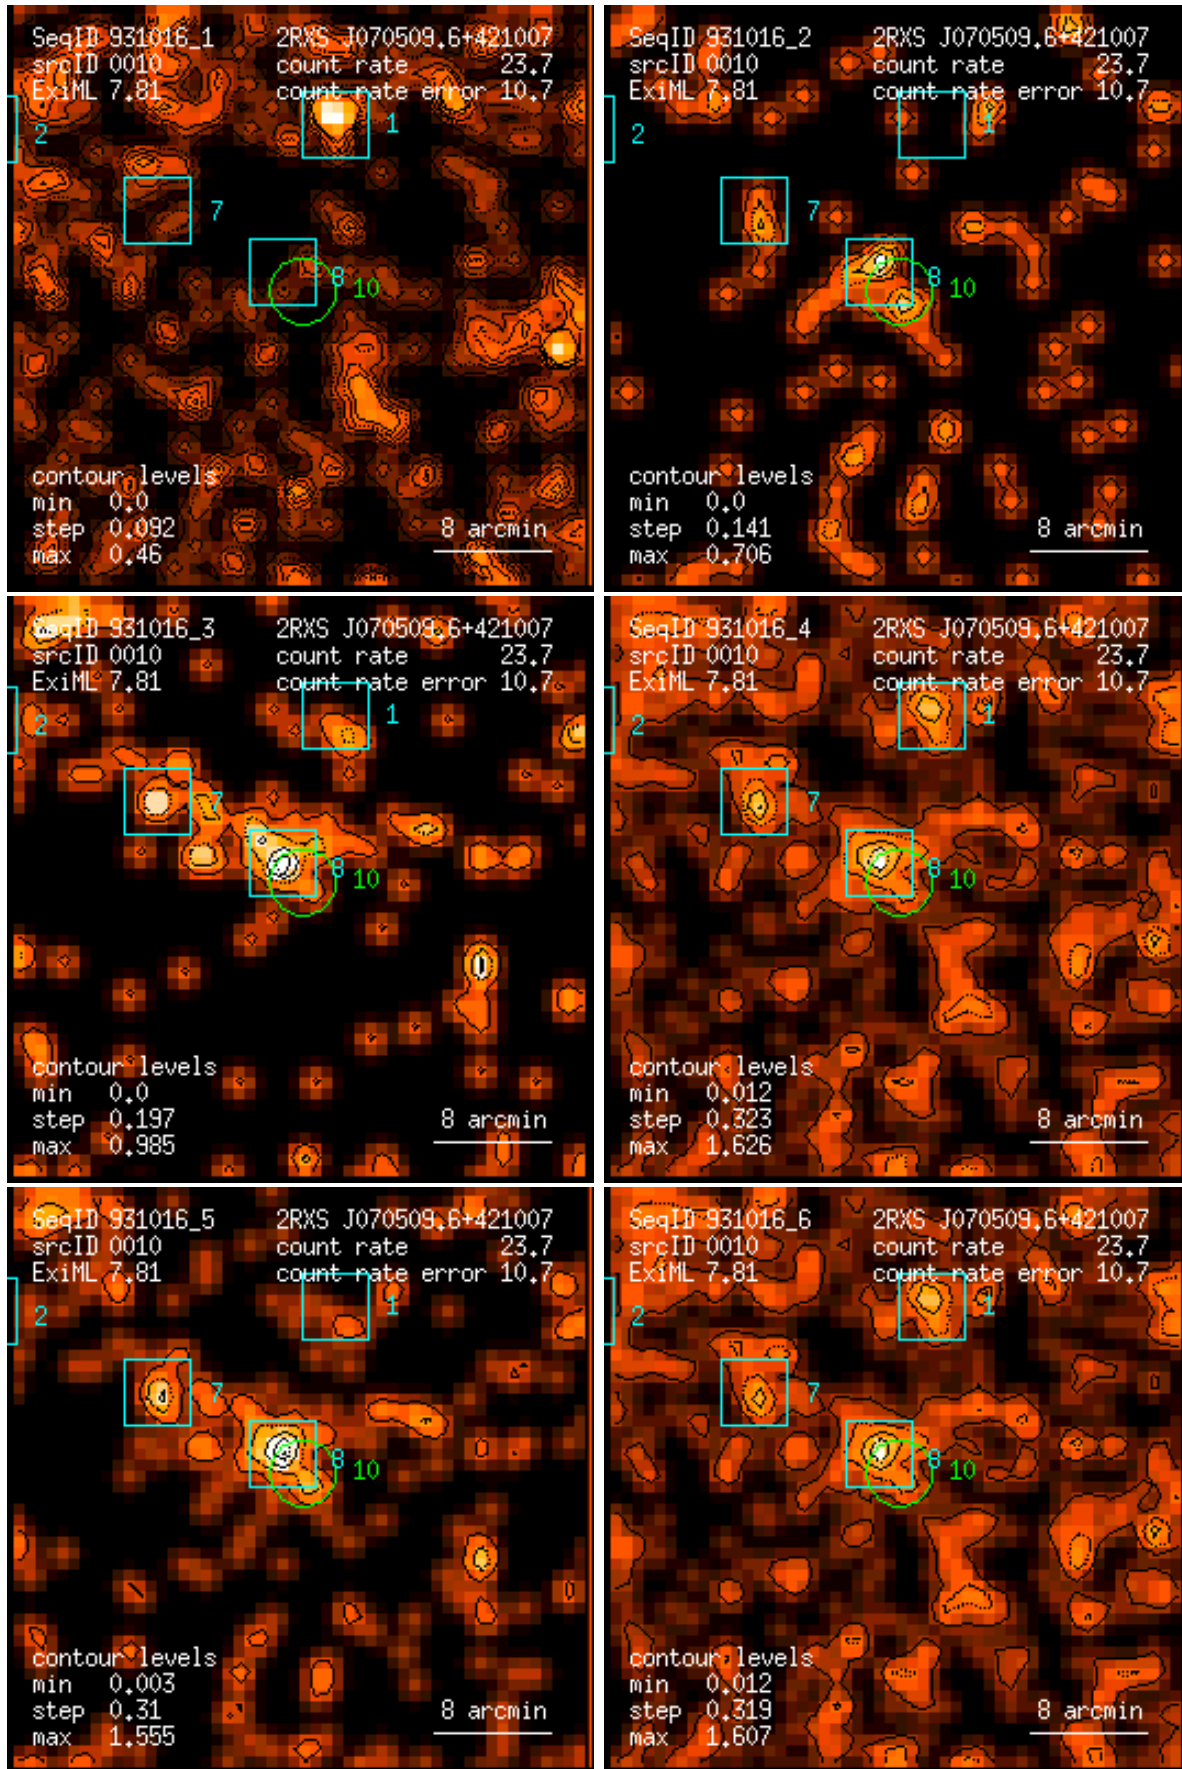 SeqID 931016_1 2RXS J070509.6+421007
srcID 0010 count rate 23.7
ExiML 7.81 count rate error 10.7
1
2
7
8
10
contour levels
min 0.0
step 0.092 8 arcmin
max 0.46
SeqID 931016_2 2RXS J070509.6+421007
srcID 0010 count rate 23.7
ExiML 7.81 count rate error 10.7
1
2
7
8
10
contour levels
min 0.0
step 0.141 8 arcmin
max 0.706
SeqID 931016_3 2RXS J070509.6+421007
srcID 0010 count rate 23.7
ExiML 7.81 count rate error 10.7
1
2
7
8
10
contour levels
min 0.0
step 0.197 8 arcmin
max 0.985
SeqID 931016_4 2RXS J070509.6+421007
srcID 0010 count rate 23.7
ExiML 7.81 count rate error 10.7
1
2
7
8
10
contour levels
min 0.012
step 0.323 8 arcmin
max 1.626
SeqID 931016_5 2RXS J070509.6+421007
srcID 0010 count rate 23.7
ExiML 7.81 count rate error 10.7
1
2
7
8
10
contour levels
min 0.003
step 0.31 8 arcmin
max 1.555
SeqID 931016_6 2RXS J070509.6+421007
srcID 0010 count rate 23.7
ExiML 7.81 count rate error 10.7
1
2
7
8
10
contour levels
min 0.012
step 0.319 8 arcmin
max 1.607